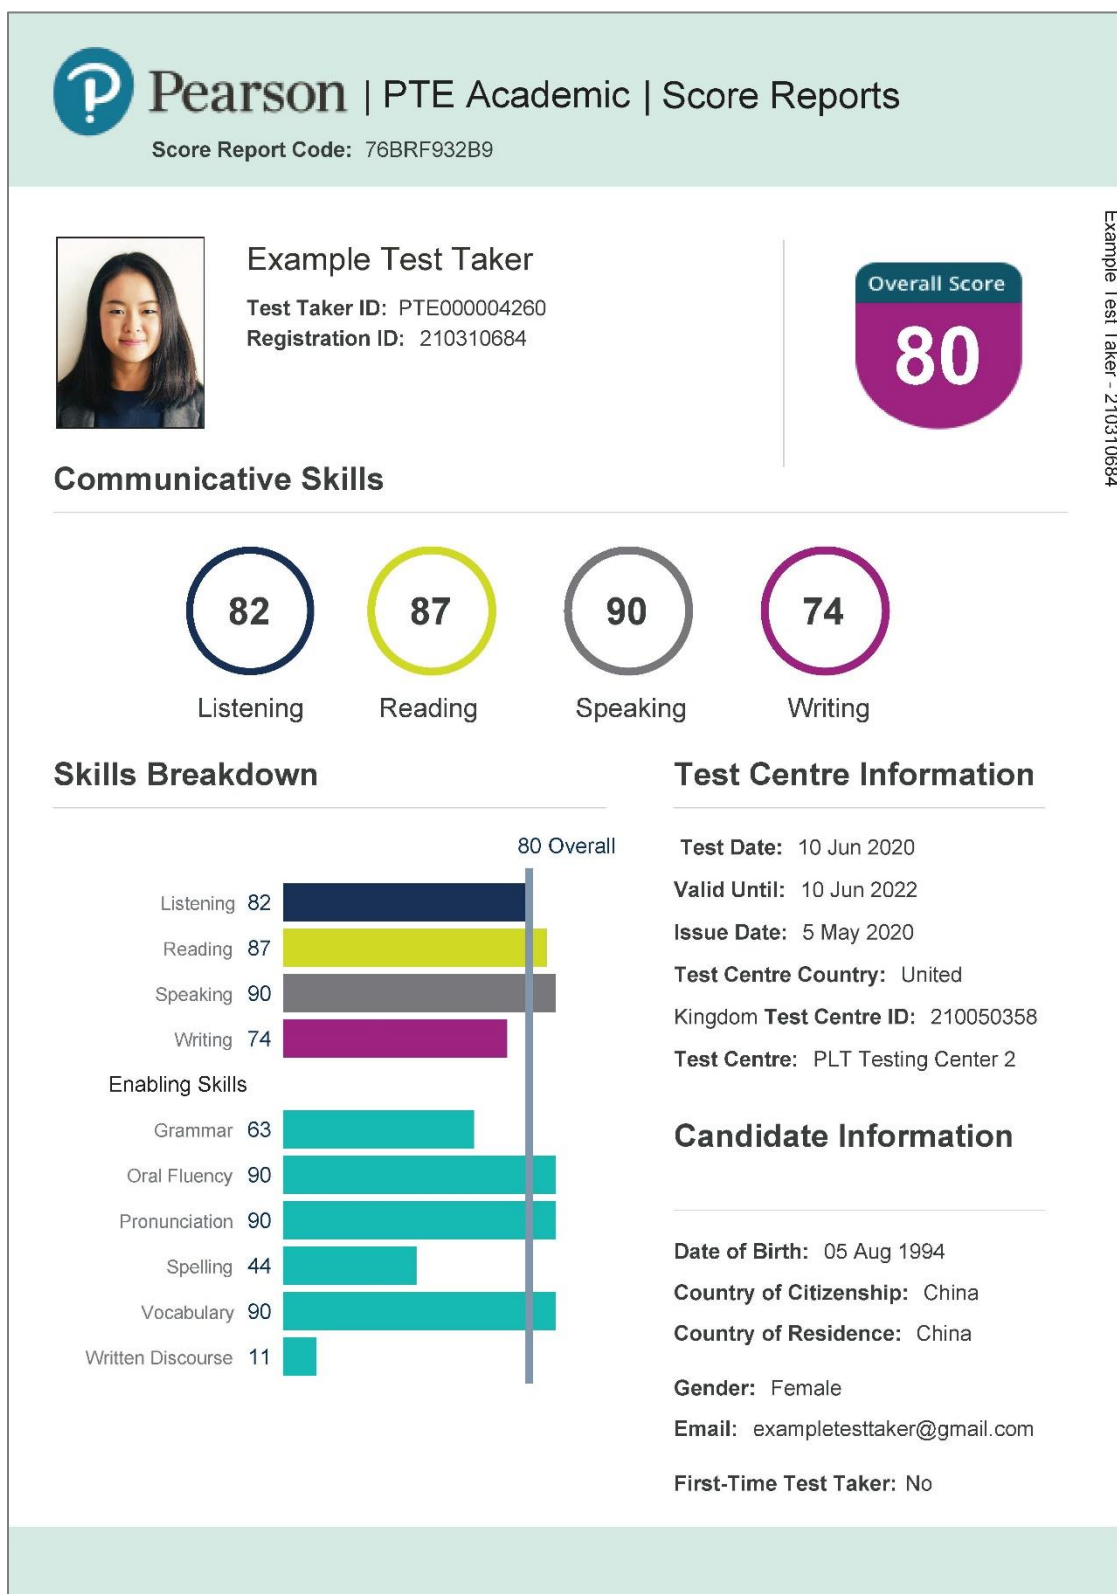 Pearson | PTE Academic | Score Reports
Score Report Code: 76BRF932B9
Example Test Taker - 210310684
Example Test Taker
Test Taker ID: PTE000004260
Registration ID: 210310684
Overall Score
80
Communicative Skills
82 87 90 74
Listening Reading Speaking Writing
Skills Breakdown
80 Overall
Listening 82
Reading 87
Speaking 90
Writing 74
Enabling Skills
Grammar 63
Oral Fluency 90
Pronunciation 90
Spelling 44
Vocabulary 90
Written Discourse 11
Test Centre Information
Test Date: 10 Jun 2020
Valid Until: 10 Jun 2022
Issue Date: 5 May 2020
Test Centre Country: United
Kingdom Test Centre ID: 210050358
Test Centre: PLT Testing Center 2
Candidate Information
Date of Birth: 05 Aug 1994
Country of Citizenship: China
Country of Residence: China
Gender: Female
Email: exampletesttaker@gmail.com
First-Time Test Taker: No